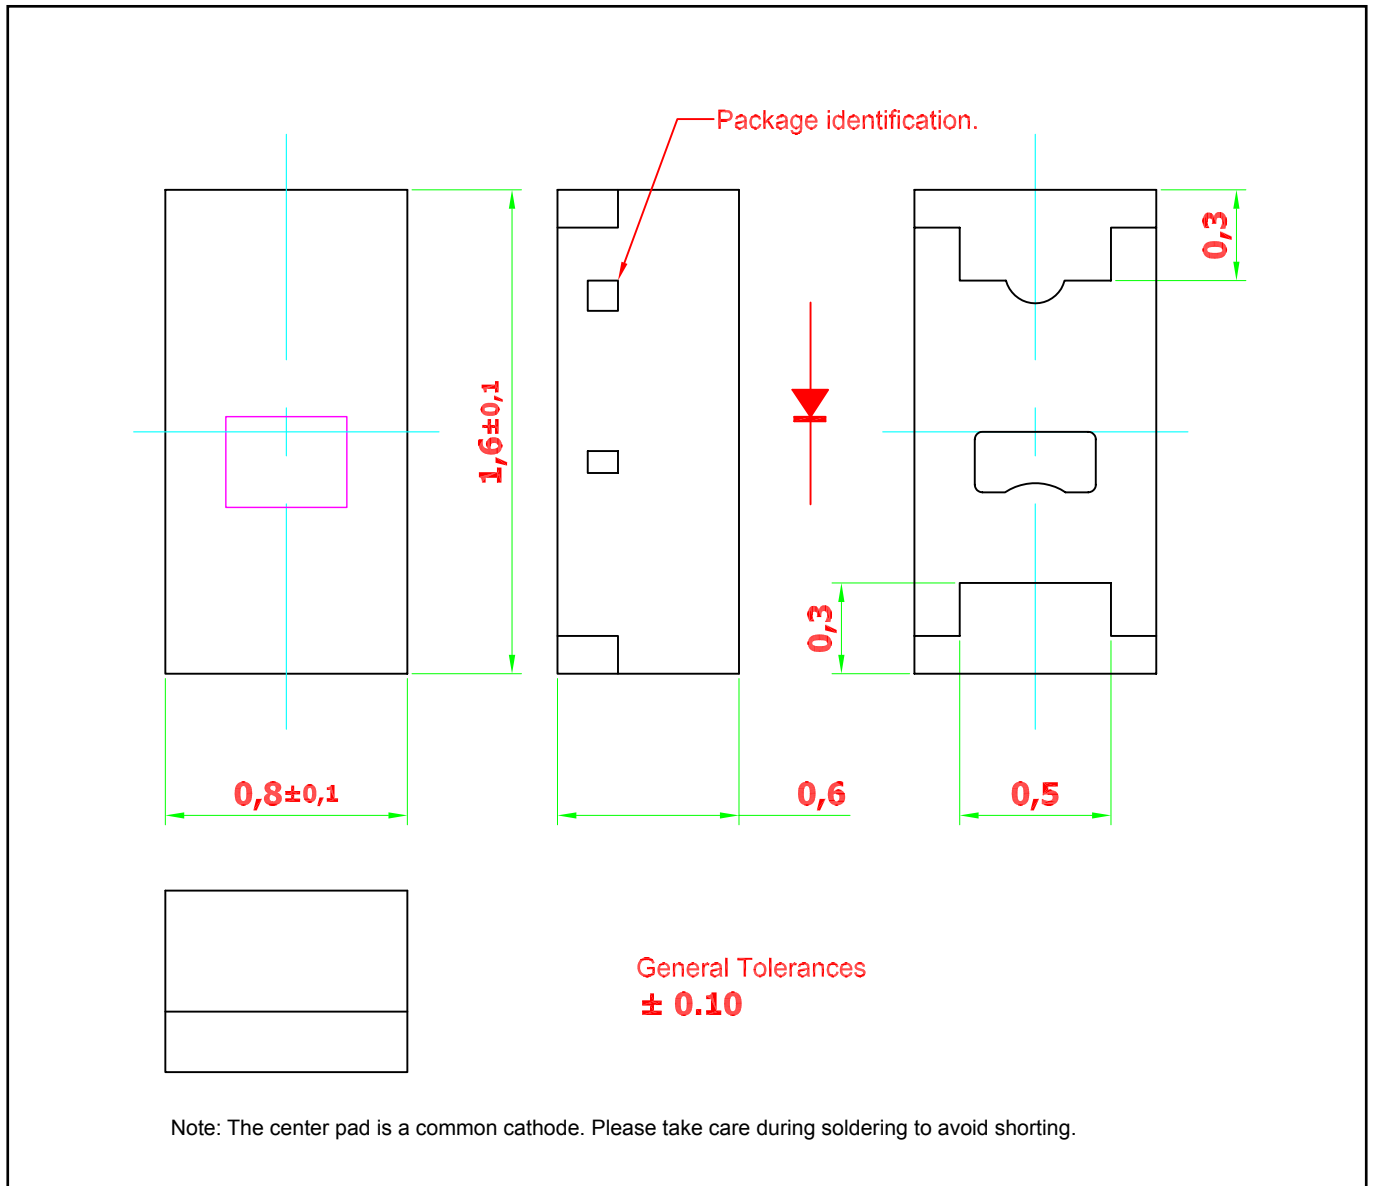 Package identification.
0,3
1,6±0,1
0,3
0,8±0,1
0,6
0,5
General Tolerances
± 0.10
Note: The center pad is a common cathode. Please take care during soldering to avoid shorting.